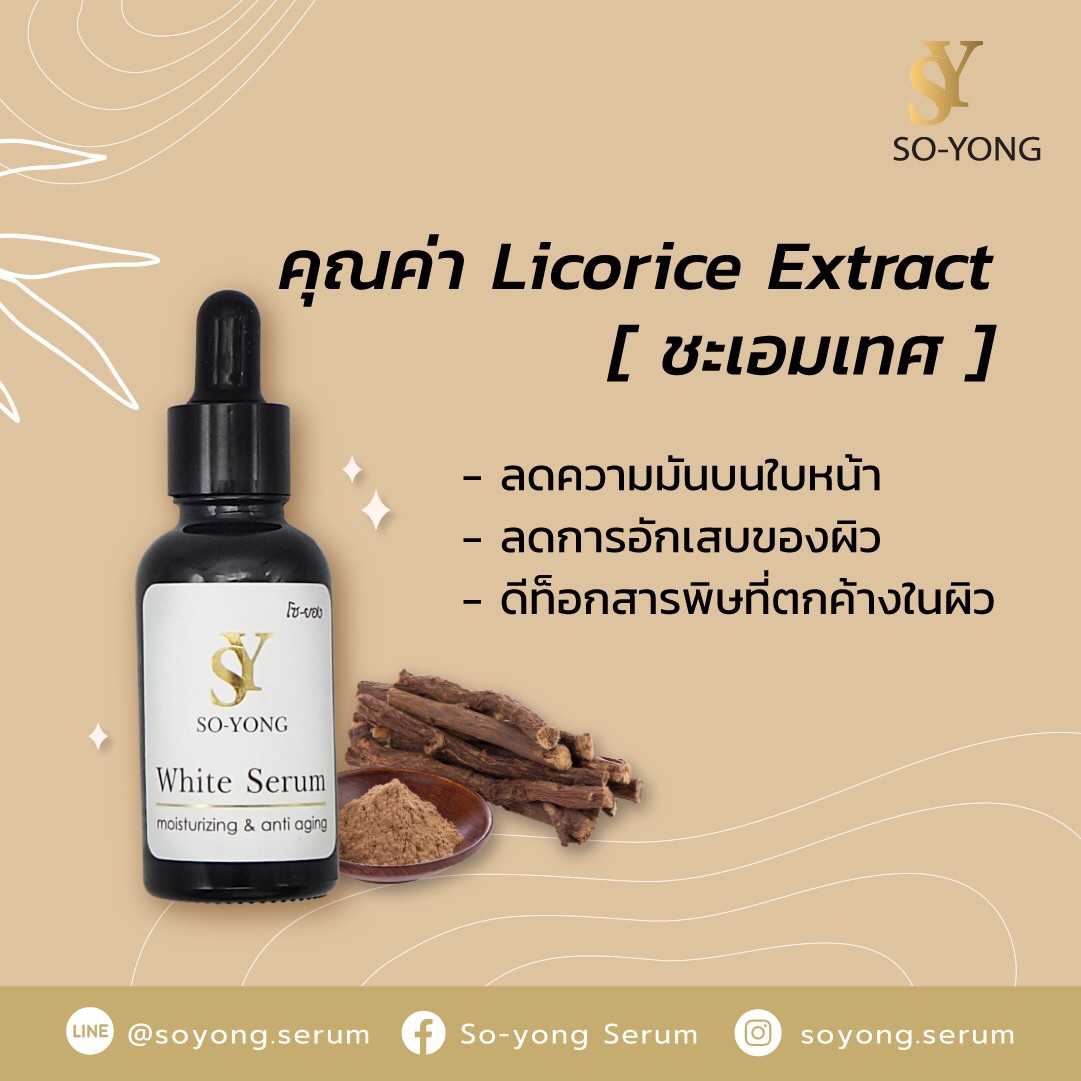 SY
SO-YONG
คุณค่า Licorice Extract
[ ชะเอมเทศ ]
- ลดความมันบนใบหน้า
- ลดการอักเสบของผิว
- ดีท็อกสารพิษที่ตกค้างในผิว
โซ-ยอง
SY
SO-YONG
White Serum
moisturizing & anti aging
LINE @soyong.serum So-yong Serum soyong.serum